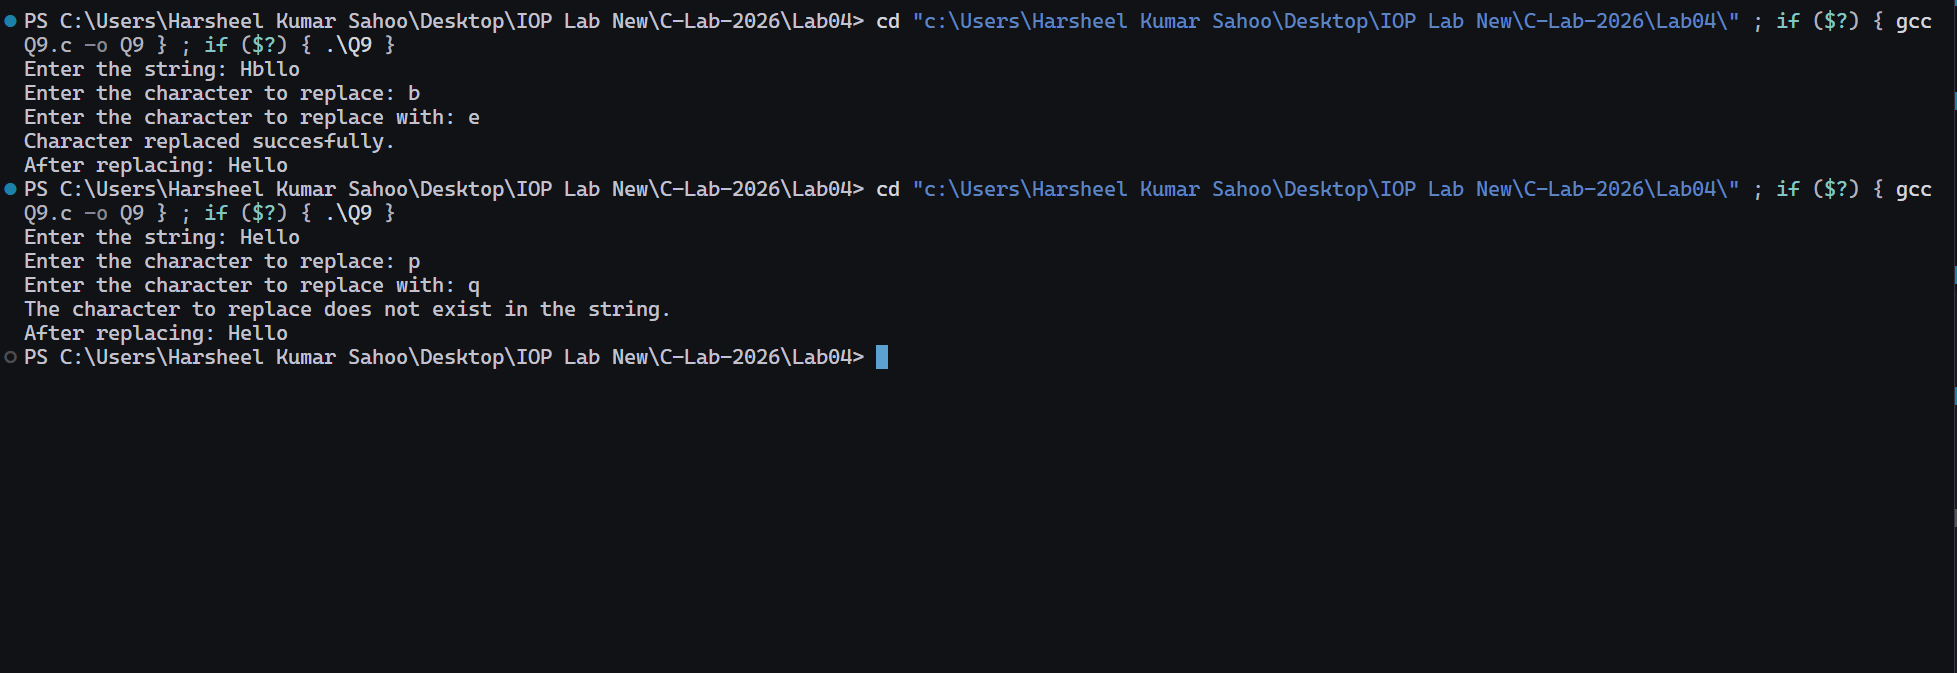 PS C:\Users\Harsheel Kumar Sahoo\Desktop\IOP Lab New\C-Lab-2026\Lab04> cd "c:\Users\Harsheel Kumar Sahoo\Desktop\IOP Lab New\C-Lab-2026\Lab04\" ; if ($?) { gcc
Q9.c -o Q9 } ; if ($?) { .\Q9 }
Enter the string: Hbllo
Enter the character to replace: b
Enter the character to replace with: e
Character replaced succesfully.
After replacing: Hello
PS C:\Users\Harsheel Kumar Sahoo\Desktop\IOP Lab New\C-Lab-2026\Lab04> cd "c:\Users\Harsheel Kumar Sahoo\Desktop\IOP Lab New\C-Lab-2026\Lab04\" ; if ($?) { gcc
Q9.c -o Q9 } ; if ($?) { .\Q9 }
Enter the string: Hello
Enter the character to replace: p
Enter the character to replace with: q
The character to replace does not exist in the string.
After replacing: Hello
PS C:\Users\Harsheel Kumar Sahoo\Desktop\IOP Lab New\C-Lab-2026\Lab04>